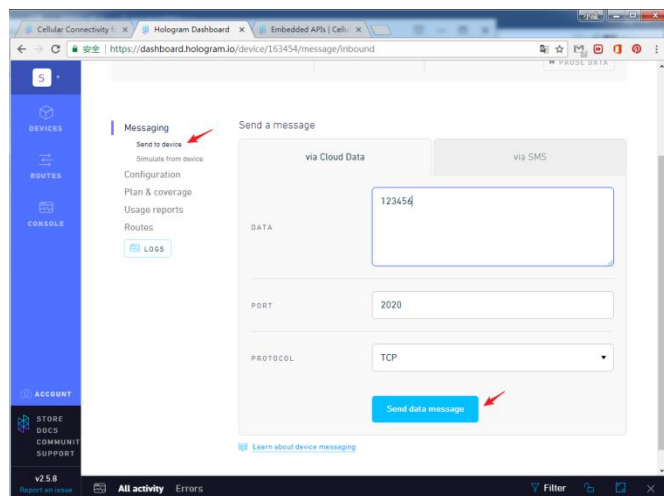 Cellular Connectivity f
Hologram Dashboard
Embedded APIs | Cellu
安全 | https://dashboard.hologram.io/device/163454/message/inbound
S
PAUSE DATA
DEVICES
ROUTES
CONSOLE
Messaging
Send to device
Simulate from device
Configuration
Plan & coverage
Usage reports
Routes
LOGS
Send a message
via Cloud Data
via SMS
DATA
123456
PORT
2020
PROTOCOL
TCP
Send data message
Learn about device messaging
ACCOUNT
STORE
DOCS
COMMUNIT
SUPPORT
v2.5.8
Report an issue
All activity
Errors
Filter